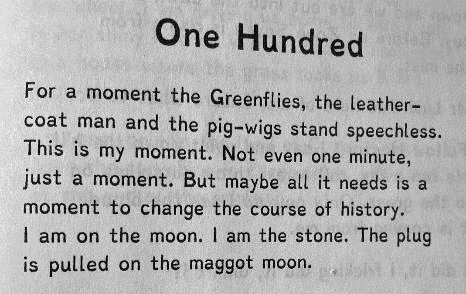 One Hundred
For a moment the Greenflies, the leather-
coat man and the pig-wigs stand speechless.
This is my moment. Not even one minute,
just a moment. But maybe all it needs is a
moment to change the course of history.
I am on the moon. I am the stone. The plug
is pulled on the maggot moon.